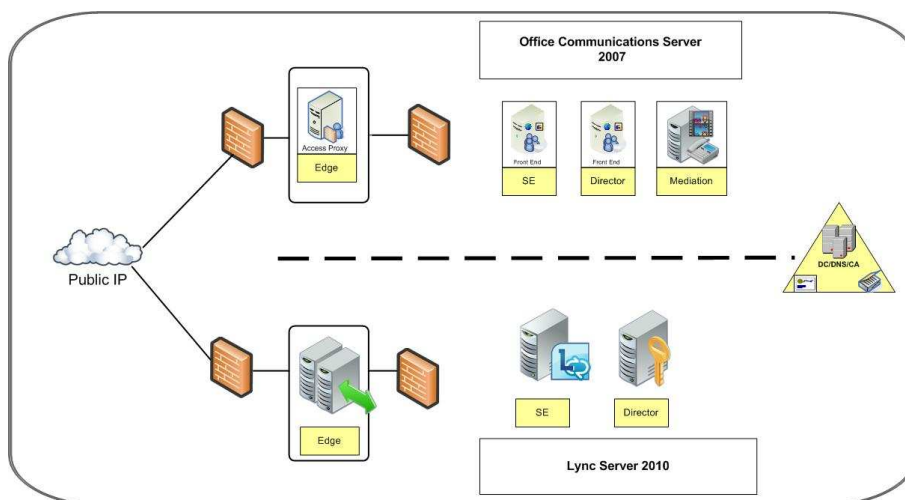 Office Communications Server
2007
Access Proxy
Edge
Front End
SE
Front End
Director
Mediation
Public IP
DC/DNS/CA
Edge
SE
Director
Lync Server 2010